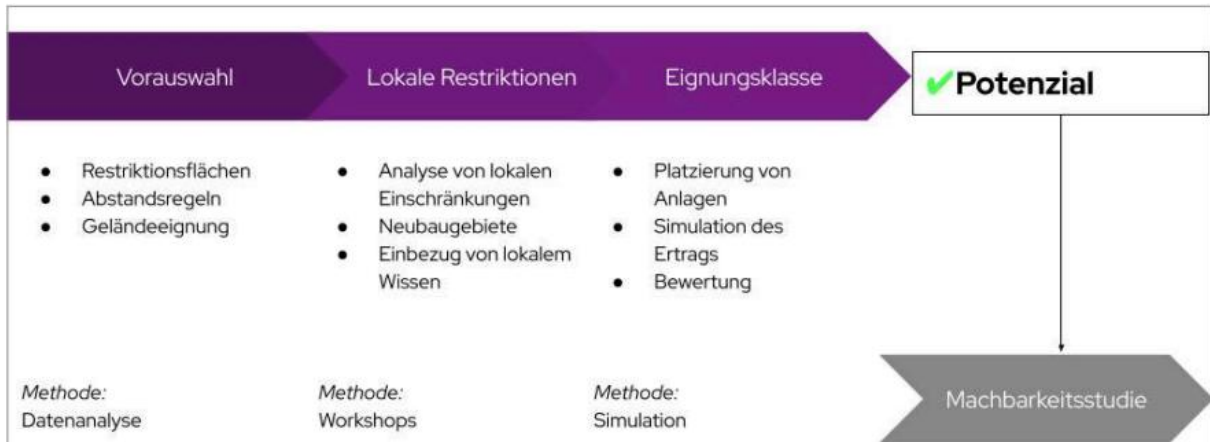 Vorauswahl
Lokale Restriktionen
Eignungsklasse
✔Potenzial
● Restriktionsflächen
● Abstandsregeln
● Geländeeignung
● Analyse von lokalen
Einschränkungen
● Neubaugebiete
● Einbezug von lokalem
Wissen
● Platzierung von
Anlagen
● Simulation des
Ertrags
● Bewertung
Methode:
Datenanalyse
Methode:
Workshops
Methode:
Simulation
Machbarkeitsstudie